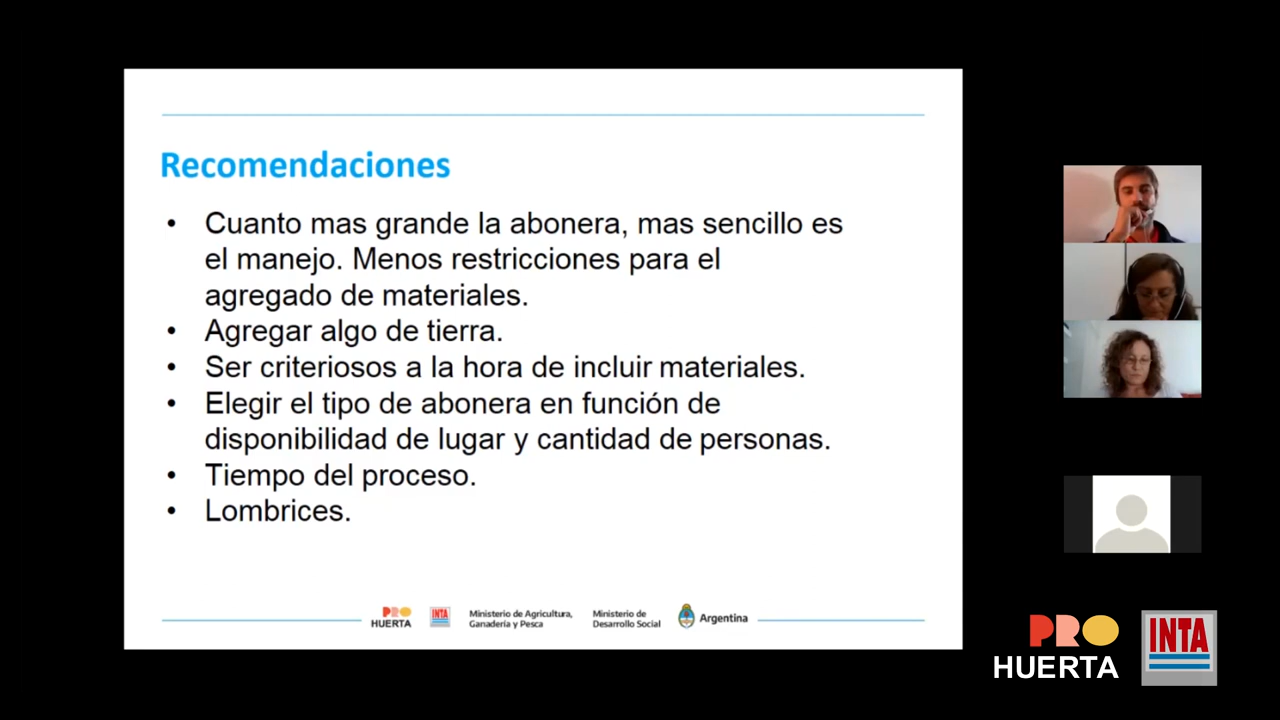 Recomendaciones
• Cuanto mas grande la abonera, mas sencillo es
el manejo. Menos restricciones para el
agregado de materiales.
• Agregar algo de tierra.
• Ser criteriosos a la hora de incluir materiales.
• Elegir el tipo de abonera en función de
disponibilidad de lugar y cantidad de personas.
• Tiempo del proceso.
• Lombrices.
PRO
HUERTA
INTA
Ministerio de Agricultura,
Ganadería y Pesca
Ministerio de
Desarrollo Social
Argentina
PRO
HUERTA
INTA